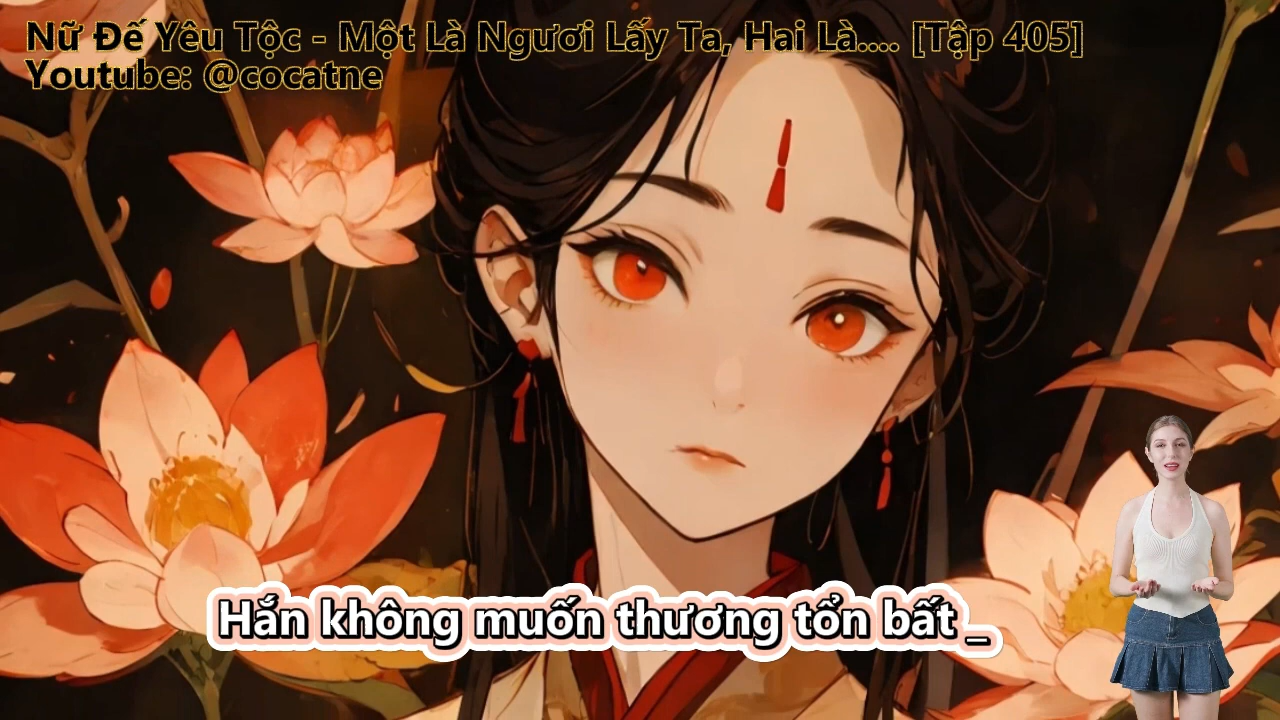 Nữ Đế Yêu Tộc - Một Là Ngươi Lấy Ta, Hai Là.... [Tập 405]
Youtube: @cocatne
Hắn không muốn thương tổn bất _